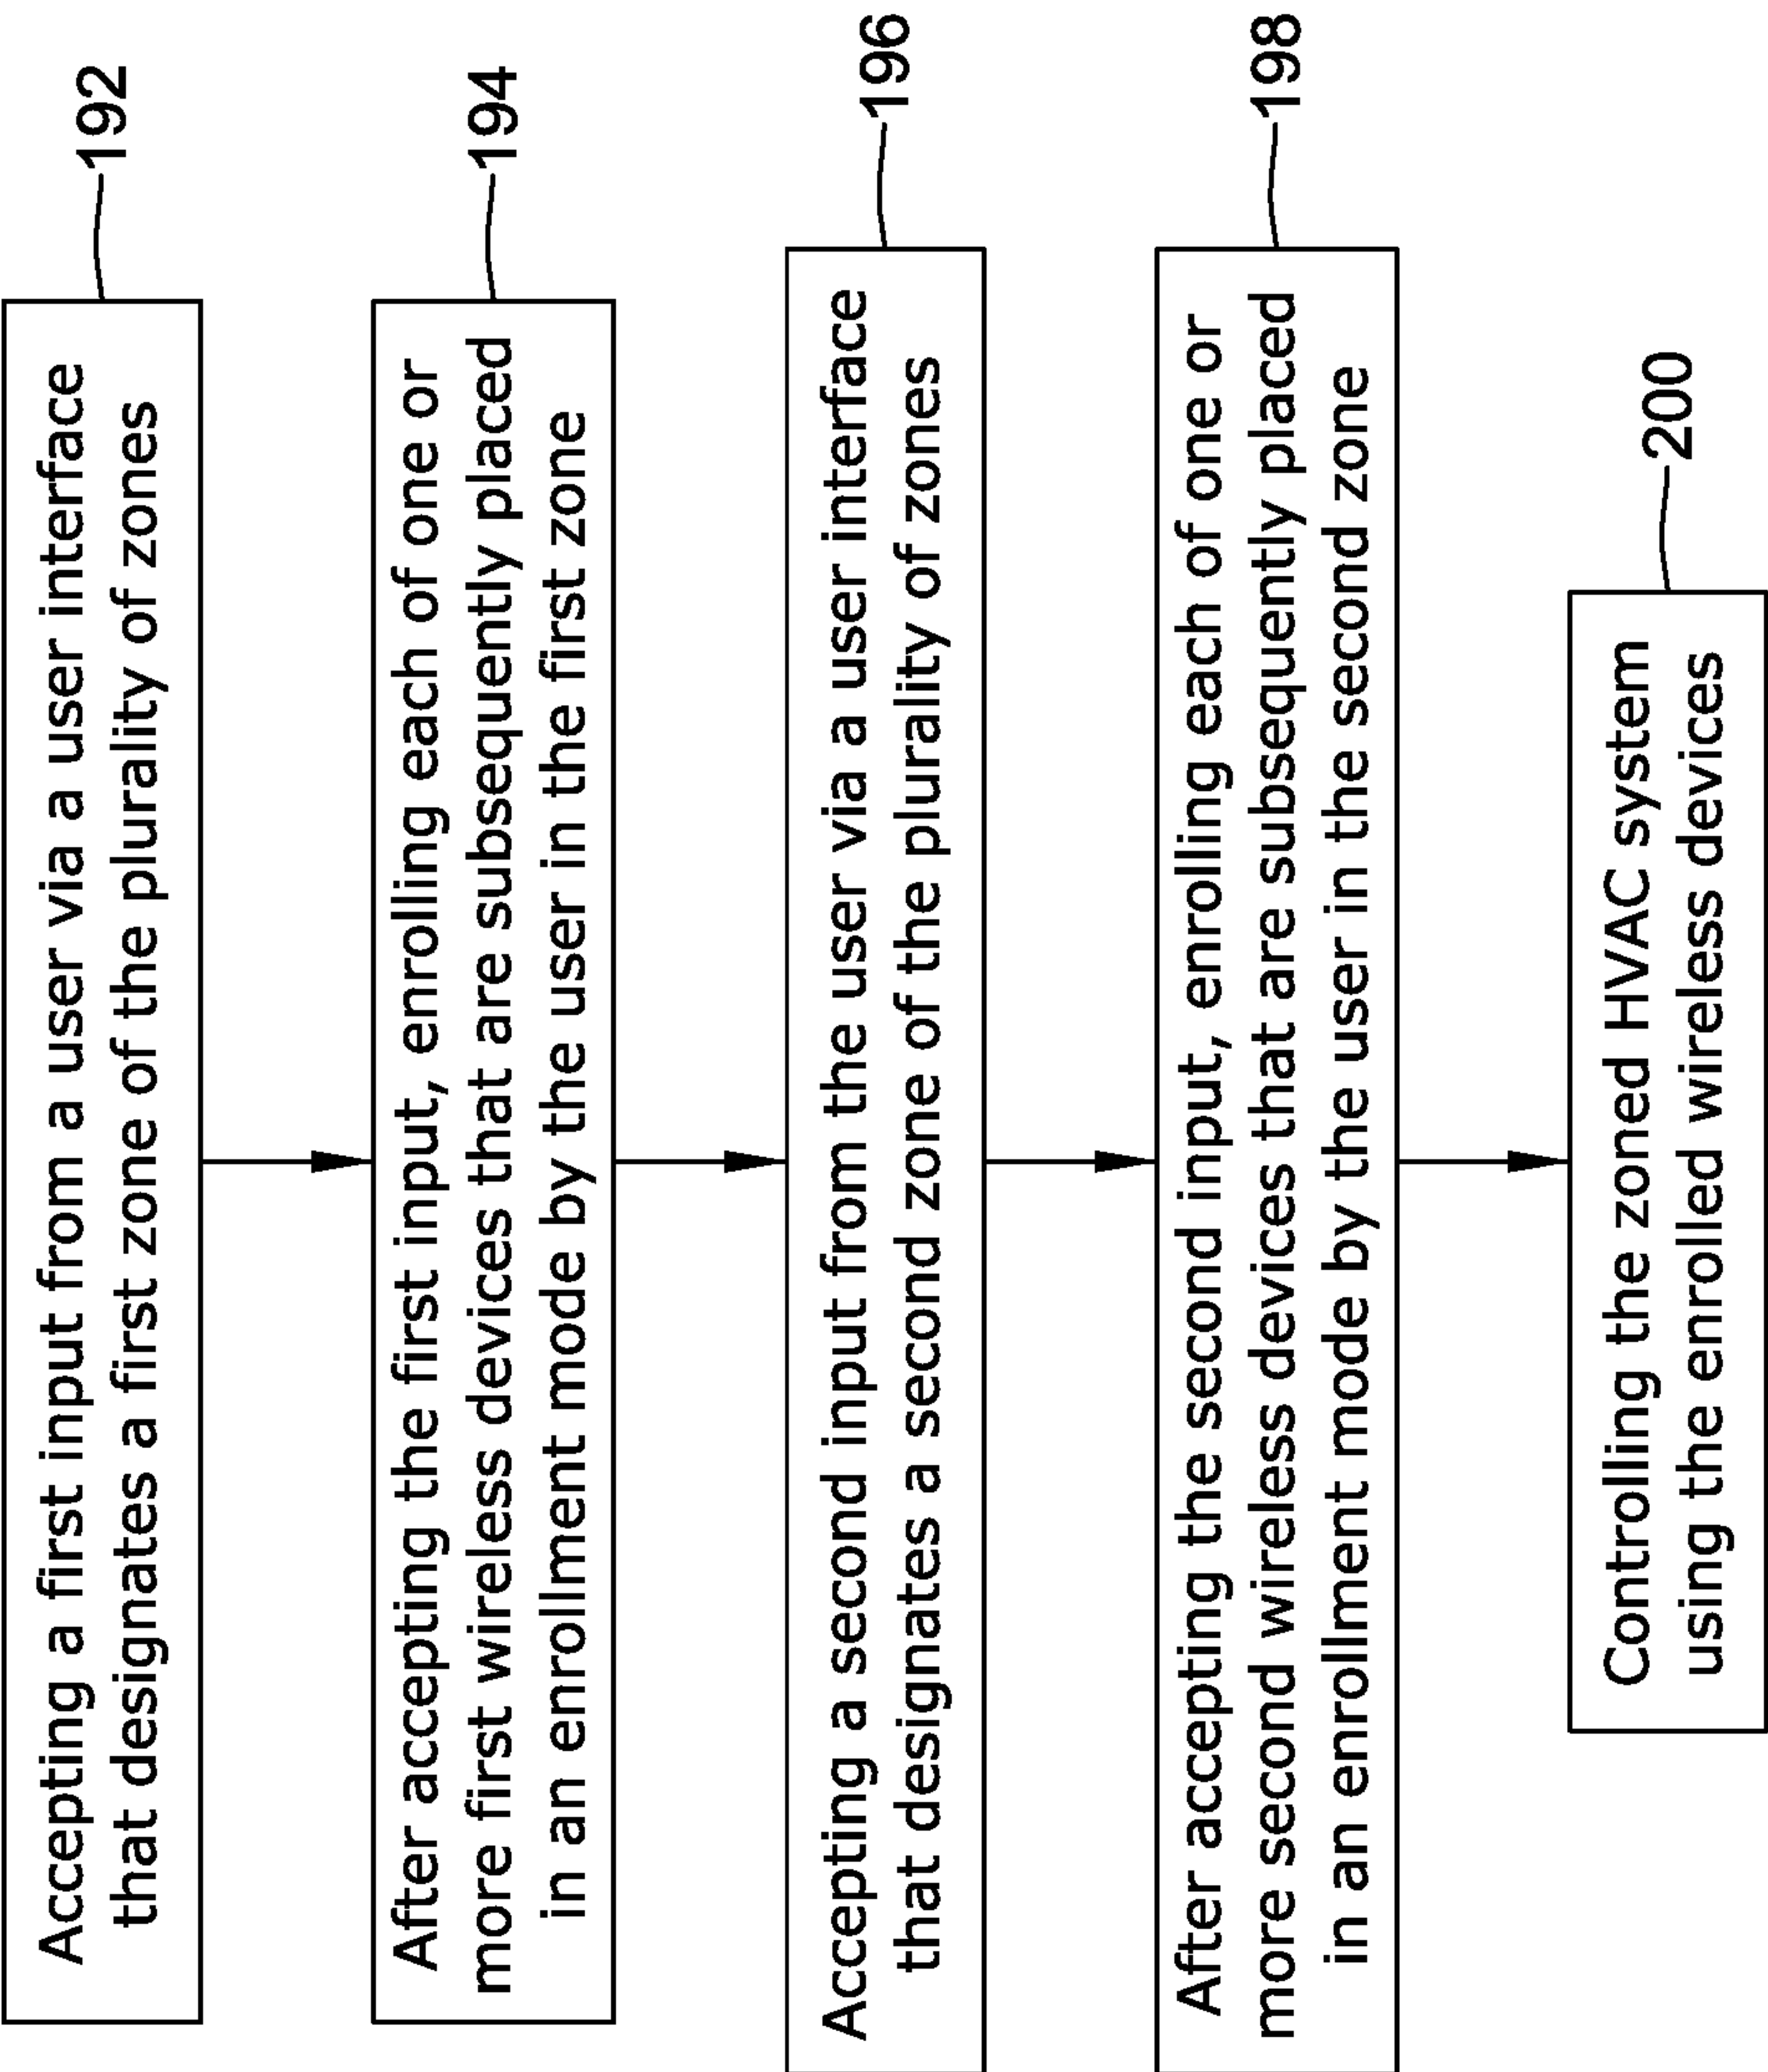 Accepting a first input from a user via a user interface
that designates a first zone of the plurality of zones
192
After accepting the first input, enrolling each of one or
more first wireless devices that are subsequently placed
in an enrollment mode by the user in the first zone
194
Accepting a second input from the user via a user interface
that designates a second zone of the plurality of zones
196
After accepting the second input, enrolling each of one or
more second wireless devices that are subsequently placed
in an enrollment mode by the user in the second zone
198
Controlling the zoned HVAC system
using the enrolled wireless devices
200